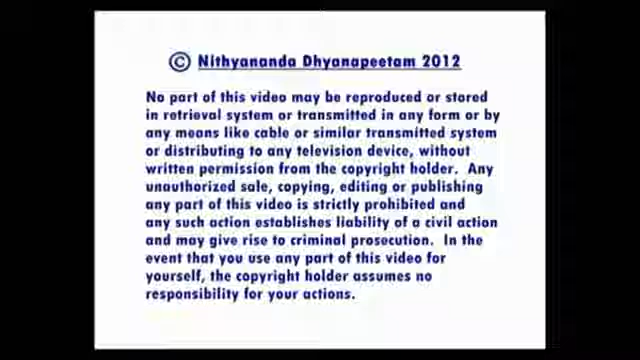 © Nithyananda Dhyanapeetam 2012
No part of this video may be reproduced or stored
in retrieval system or transmitted in any form or by
any means like cable or similar transmitted system
or distributing to any television device, without
written permission from the copyright holder. Any
unauthorized sale, copying, editing or publishing
any part of this video is strictly prohibited and
any such action establishes liability of a civil action
and may give rise to criminal prosecution. In the
event that you use any part of this video for
yourself, the copyright holder assumes no
responsibility for your actions.